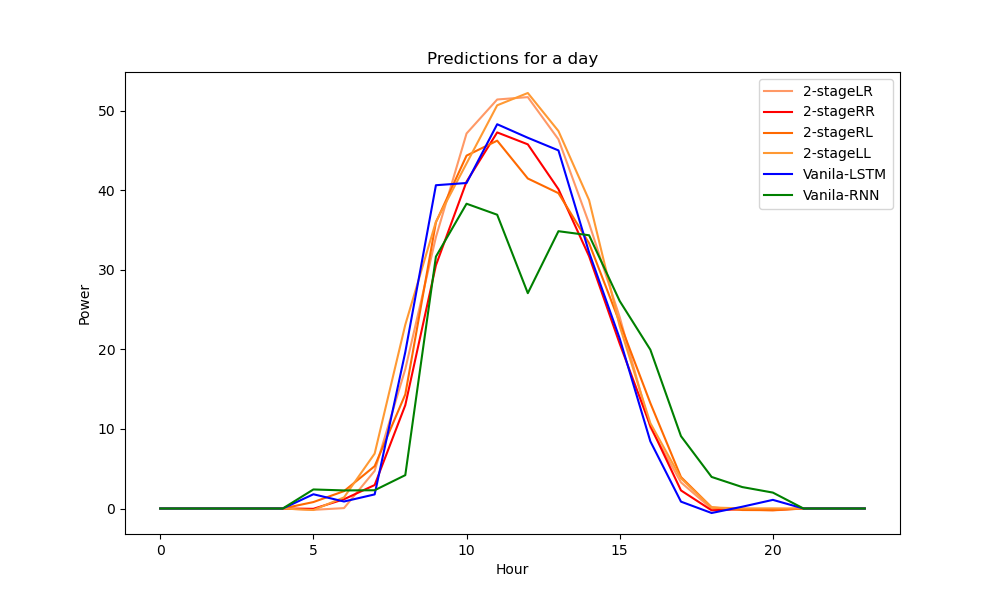 Predictions for a day
2-stageLR
2-stageRR
2-stageRL
2-stageLL
Vanila-LSTM
Vanila-RNN
Power
50
40
30
20
10
0
0 5 10 15 20
Hour